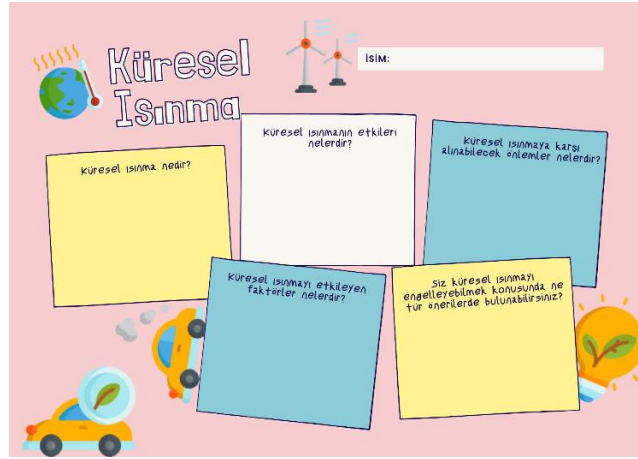 Küresel
Isınma
İSİM:
Küresel ısınma nedir?
Küresel ısınmanın etkileri
nelerdir?
Küresel ısınmaya karşı
alınabilecek önlemler nelerdir?
Küresel ısınmayı etkileyen
faktörler nelerdir?
Siz küresel ısınmayı
engelleyebilmek konusunda ne
tür önerilerde bulunabilirsiniz?